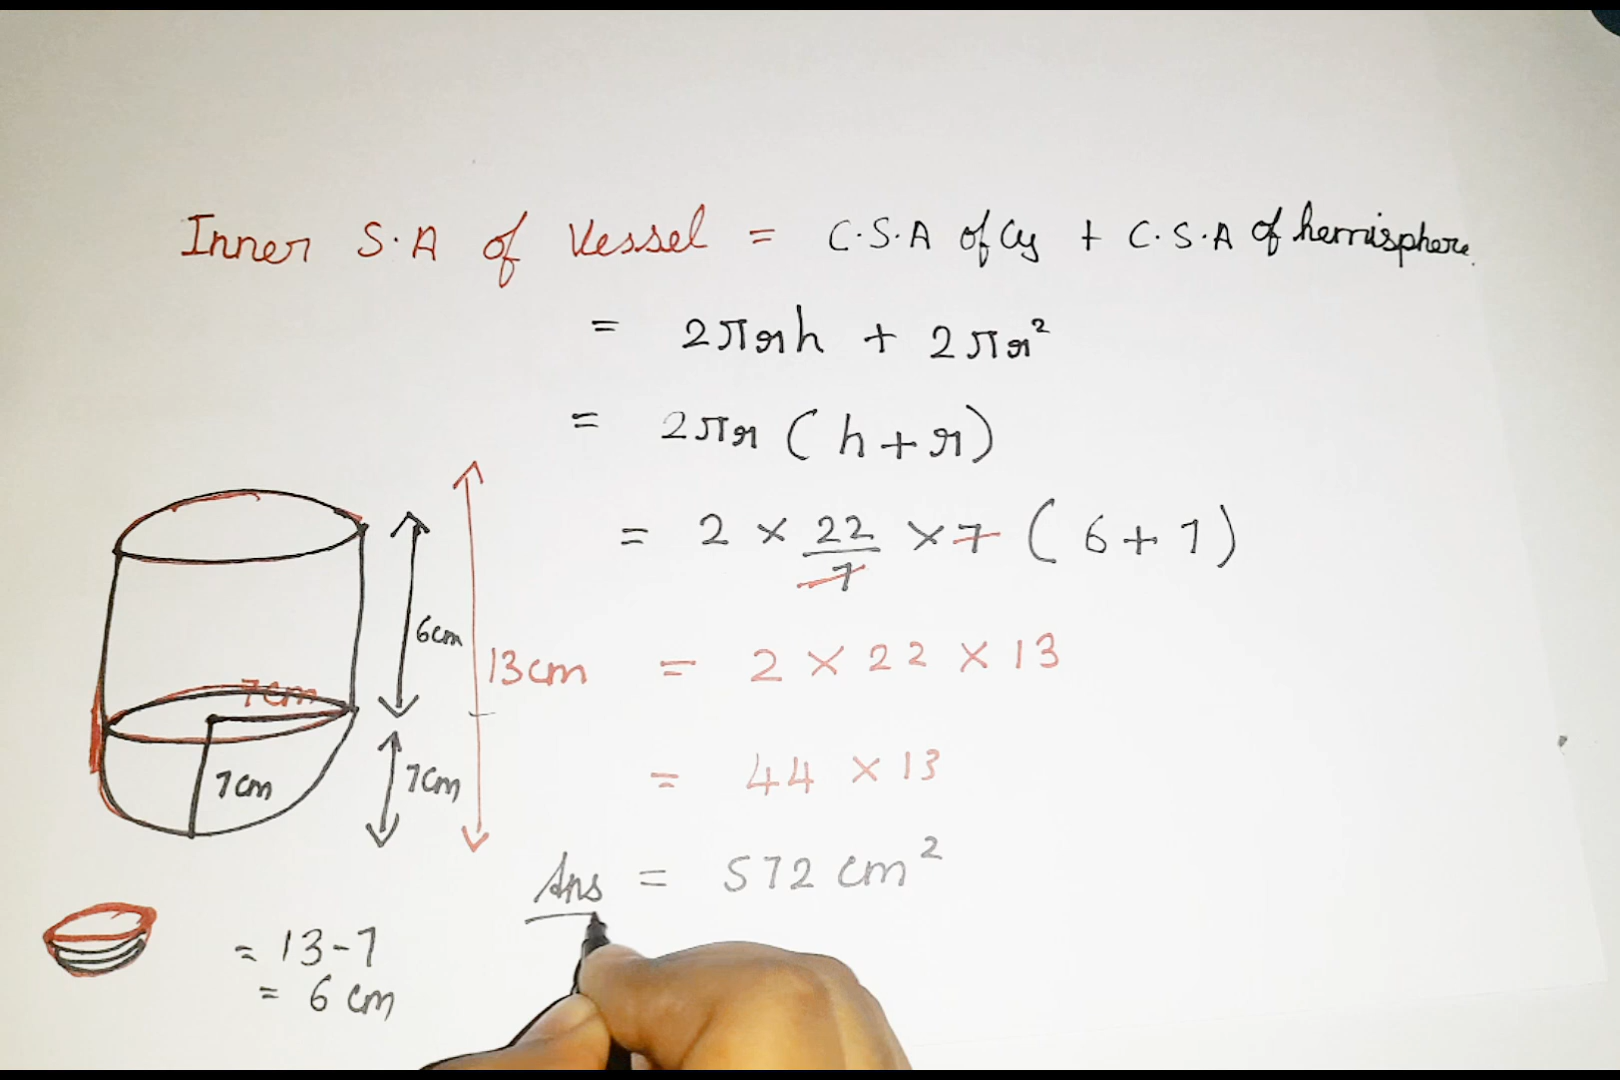 Inner S.A of Vessel = C.S.A of Cy + C.S.A of hemisphere.
= 2πrh + 2πr²
= 2πr (h+r)
= 2 × 22/7 × 7 (6+7)
= 2 × 22 × 13
= 44 × 13
Ans = 572 cm²
6cm
13cm
7cm
7cm
7cm
= 13-7
= 6 cm